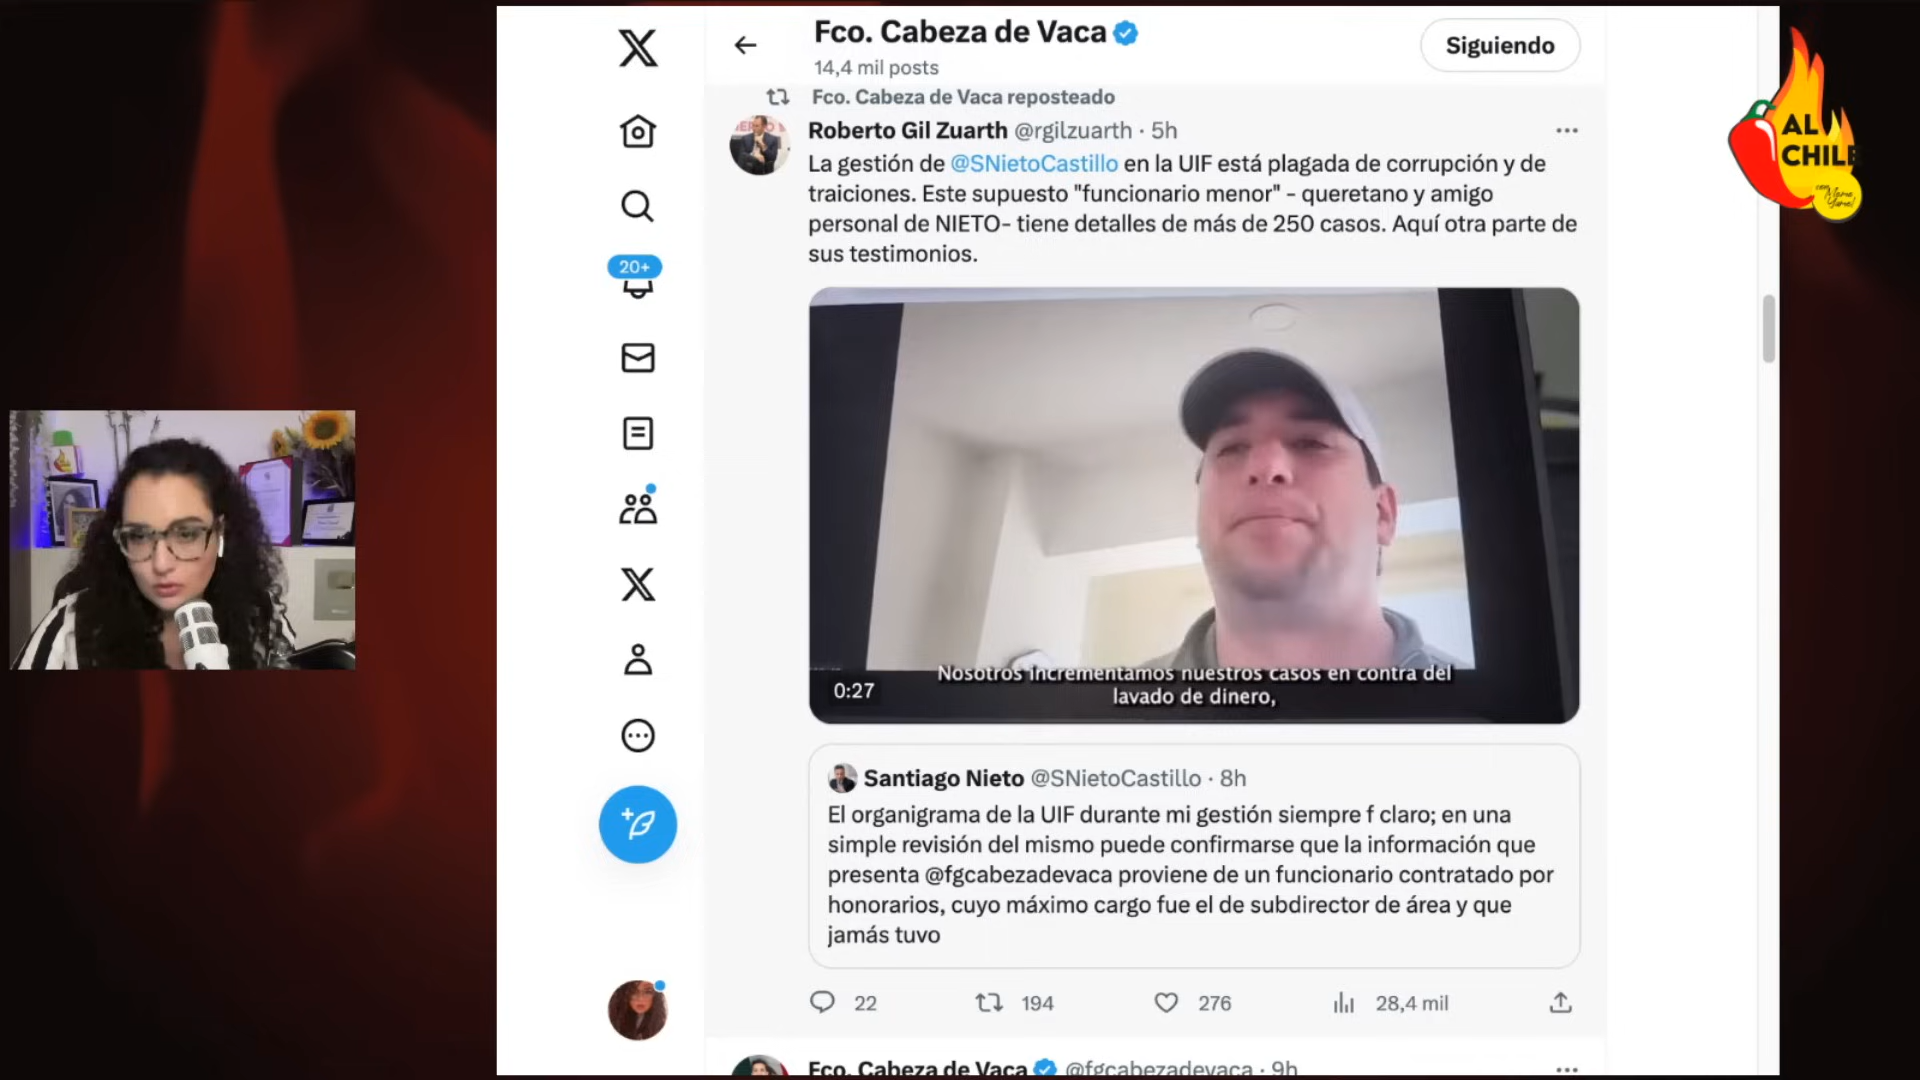 Fco. Cabeza de Vaca
14,4 mil posts
Siguiendo
Fco. Cabeza de Vaca reposteado
Roberto Gil Zuarth @rgilzuarth · 5h
La gestión de @SNietoCastillo en la UIF está plagada de corrupción y de
traiciones. Este supuesto "funcionario menor" - queretano y amigo
personal de NIETO- tiene detalles de más de 250 casos. Aquí otra parte de
sus testimonios.
20+
Nosotros incrementamos nuestros casos en contra del
lavado de dinero,
0:27
Santiago Nieto @SNietoCastillo · 8h
El organigrama de la UIF durante mi gestión siempre f claro; en una
simple revisión del mismo puede confirmarse que la información que
presenta @fgcabezadevaca proviene de un funcionario contratado por
honorarios, cuyo máximo cargo fue el de subdirector de área y que
jamás tuvo
22
194
276
28,4 mil
Fco. Cabeza de Vaca @fgcabezadevaca · 9h
AL
CHILE